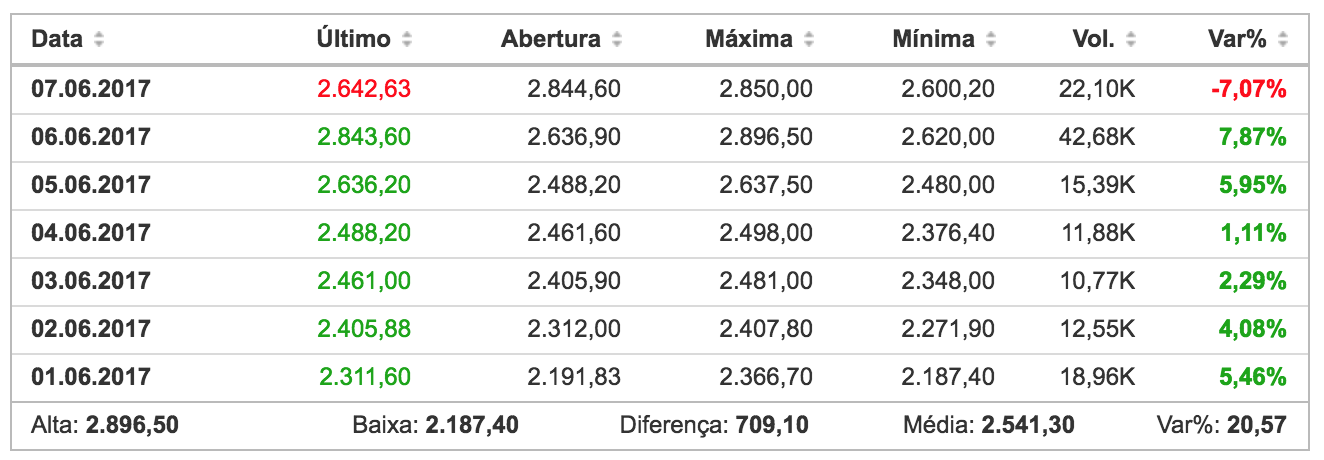 Data Último Abertura Máxima Mínima Vol. Var%
07.06.2017 2.642,63 2.844,60 2.850,00 2.600,20 22,10K -7,07%
06.06.2017 2.843,60 2.636,90 2.896,50 2.620,00 42,68K 7,87%
05.06.2017 2.636,20 2.488,20 2.637,50 2.480,00 15,39K 5,95%
04.06.2017 2.488,20 2.461,60 2.498,00 2.376,40 11,88K 1,11%
03.06.2017 2.461,00 2.405,90 2.481,00 2.348,00 10,77K 2,29%
02.06.2017 2.405,88 2.312,00 2.407,80 2.271,90 12,55K 4,08%
01.06.2017 2.311,60 2.191,83 2.366,70 2.187,40 18,96K 5,46%
Alta: 2.896,50 Baixa: 2.187,40 Diferença: 709,10 Média: 2.541,30 Var%: 20,57